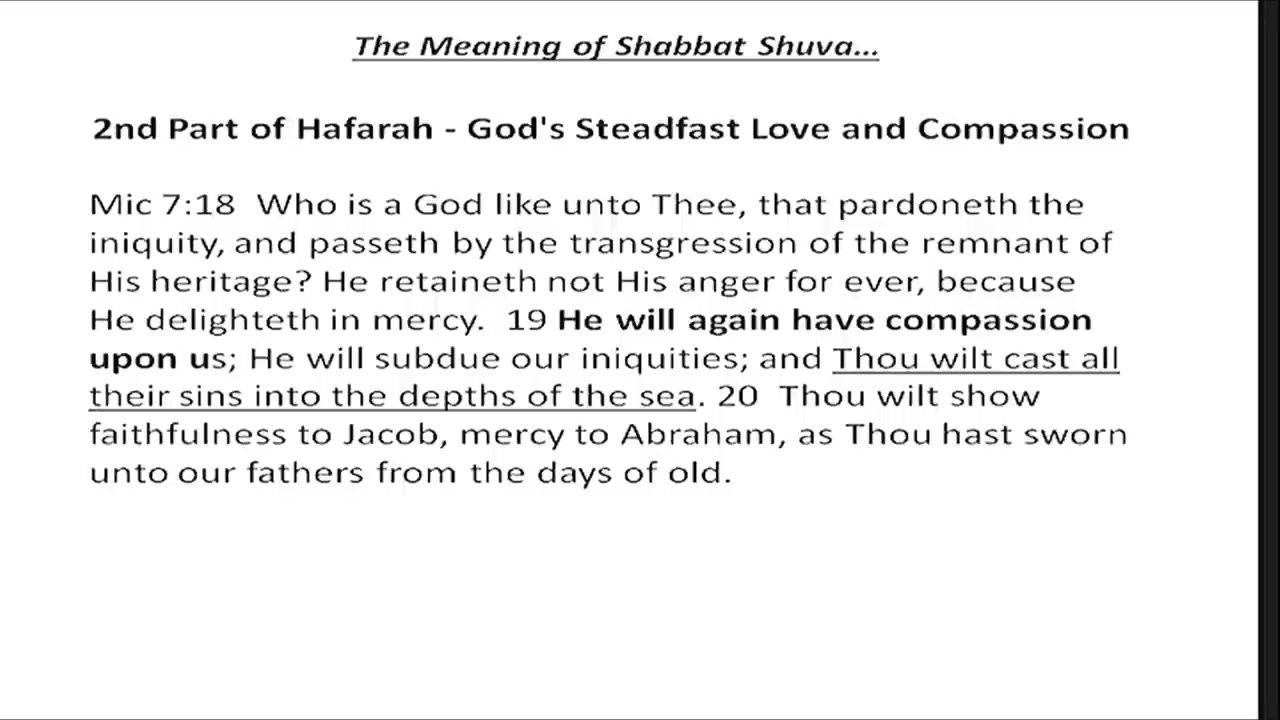 The Meaning of Shabbat Shuva...
2nd Part of Hafarah - God's Steadfast Love and Compassion
Mic 7:18 Who is a God like unto Thee, that pardoneth the
iniquity, and passeth by the transgression of the remnant of
His heritage? He retaineth not His anger for ever, because
He delighteth in mercy. 19 He will again have compassion
upon us; He will subdue our iniquities; and Thou wilt cast all
their sins into the depths of the sea. 20 Thou wilt show
faithfulness to Jacob, mercy to Abraham, as Thou hast sworn
unto our fathers from the days of old.